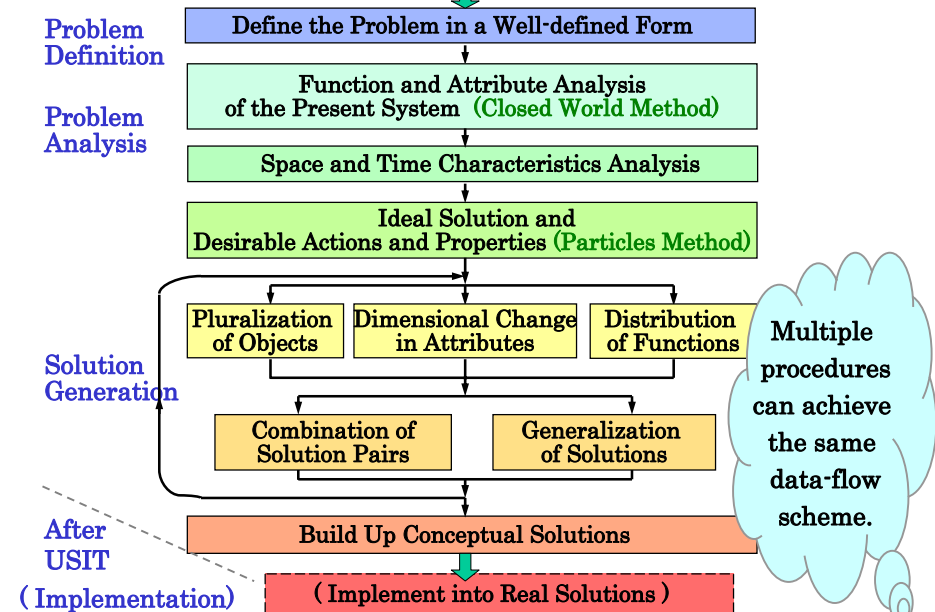 Problem
Definition
Define the Problem in a Well-defined Form
Problem
Analysis
Function and Attribute Analysis
of the Present System (Closed World Method)
Space and Time Characteristics Analysis
Ideal Solution and
Desirable Actions and Properties (Particles Method)
Solution
Generation
Pluralization
of Objects
Dimensional Change
in Attributes
Distribution
of Functions
Combination of
Solution Pairs
Generalization
of Solutions
Multiple
procedures
can achieve
the same
data-flow
scheme.
After
USIT
(Implementation)
Build Up Conceptual Solutions
( Implement into Real Solutions )